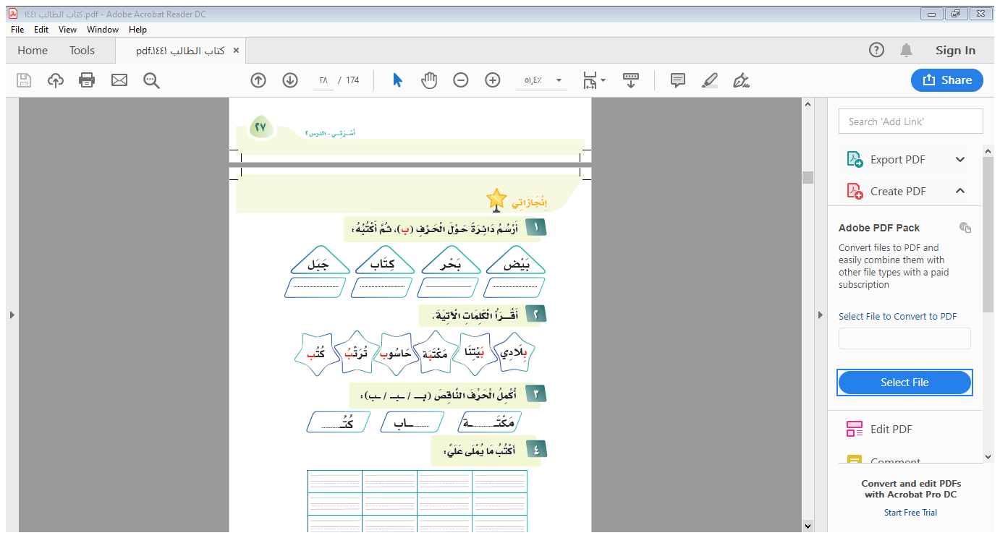 كتاب الطالب ١٤٤١.pdf - Adobe Acrobat Reader DC
File Edit View Window Help
Home Tools كتاب الطالب ١٤٤١.pdf × Sign In
٢٨ / 174 ٥١,٤٪ Share
٢٧
أُسْرَتِي - الدرس ٢
إِنْجَازَاتِي
١ أَرْسُمُ دَائِرَةً حَوْلَ الْحَرْفِ (ب)، ثُمَّ أَكْتُبُهُ:
بَيْض بَحْر كِتَاب جَبَل
٢ أَقْرَأُ الْكَلِمَاتِ الْآتِيَةَ.
بِلَادِي بَيْتِنَا مَكْتَبَة حَاسُوب تُرَتِّبُ كُتُب
٣ أُكْمِلُ الْحَرْفَ النَّاقِصَ (بـ / ـبـ / ـب):
مَكْتَـ..........ـة ..........ـاب كُتُـ..........
٤ أَكْتُبُ مَا يُمْلَى عَلَيَّ:
Search 'Add Link'
Export PDF
Create PDF
Adobe PDF Pack
Convert files to PDF and
easily combine them with
other file types with a paid
subscription
Select File to Convert to PDF
Select File
Edit PDF
Comment
Convert and edit PDFs
with Acrobat Pro DC
Start Free Trial